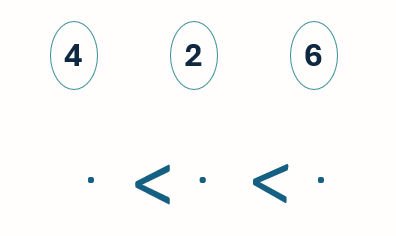 4 2 6
. < . < .